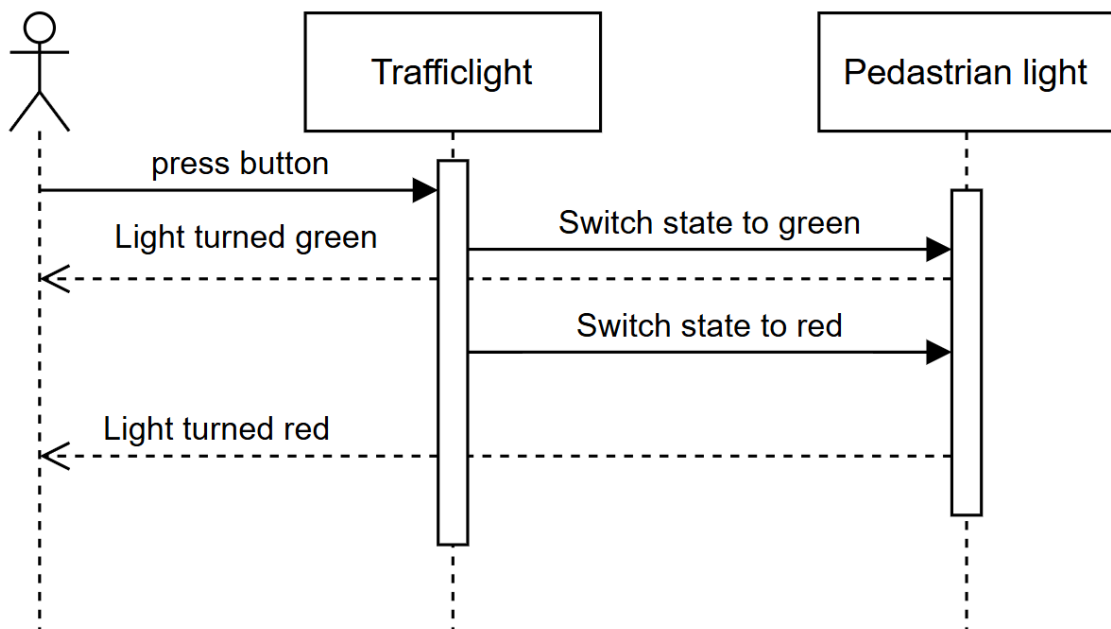 Trafficlight
Pedastrian light
press button
Switch state to green
Light turned green
Switch state to red
Light turned red